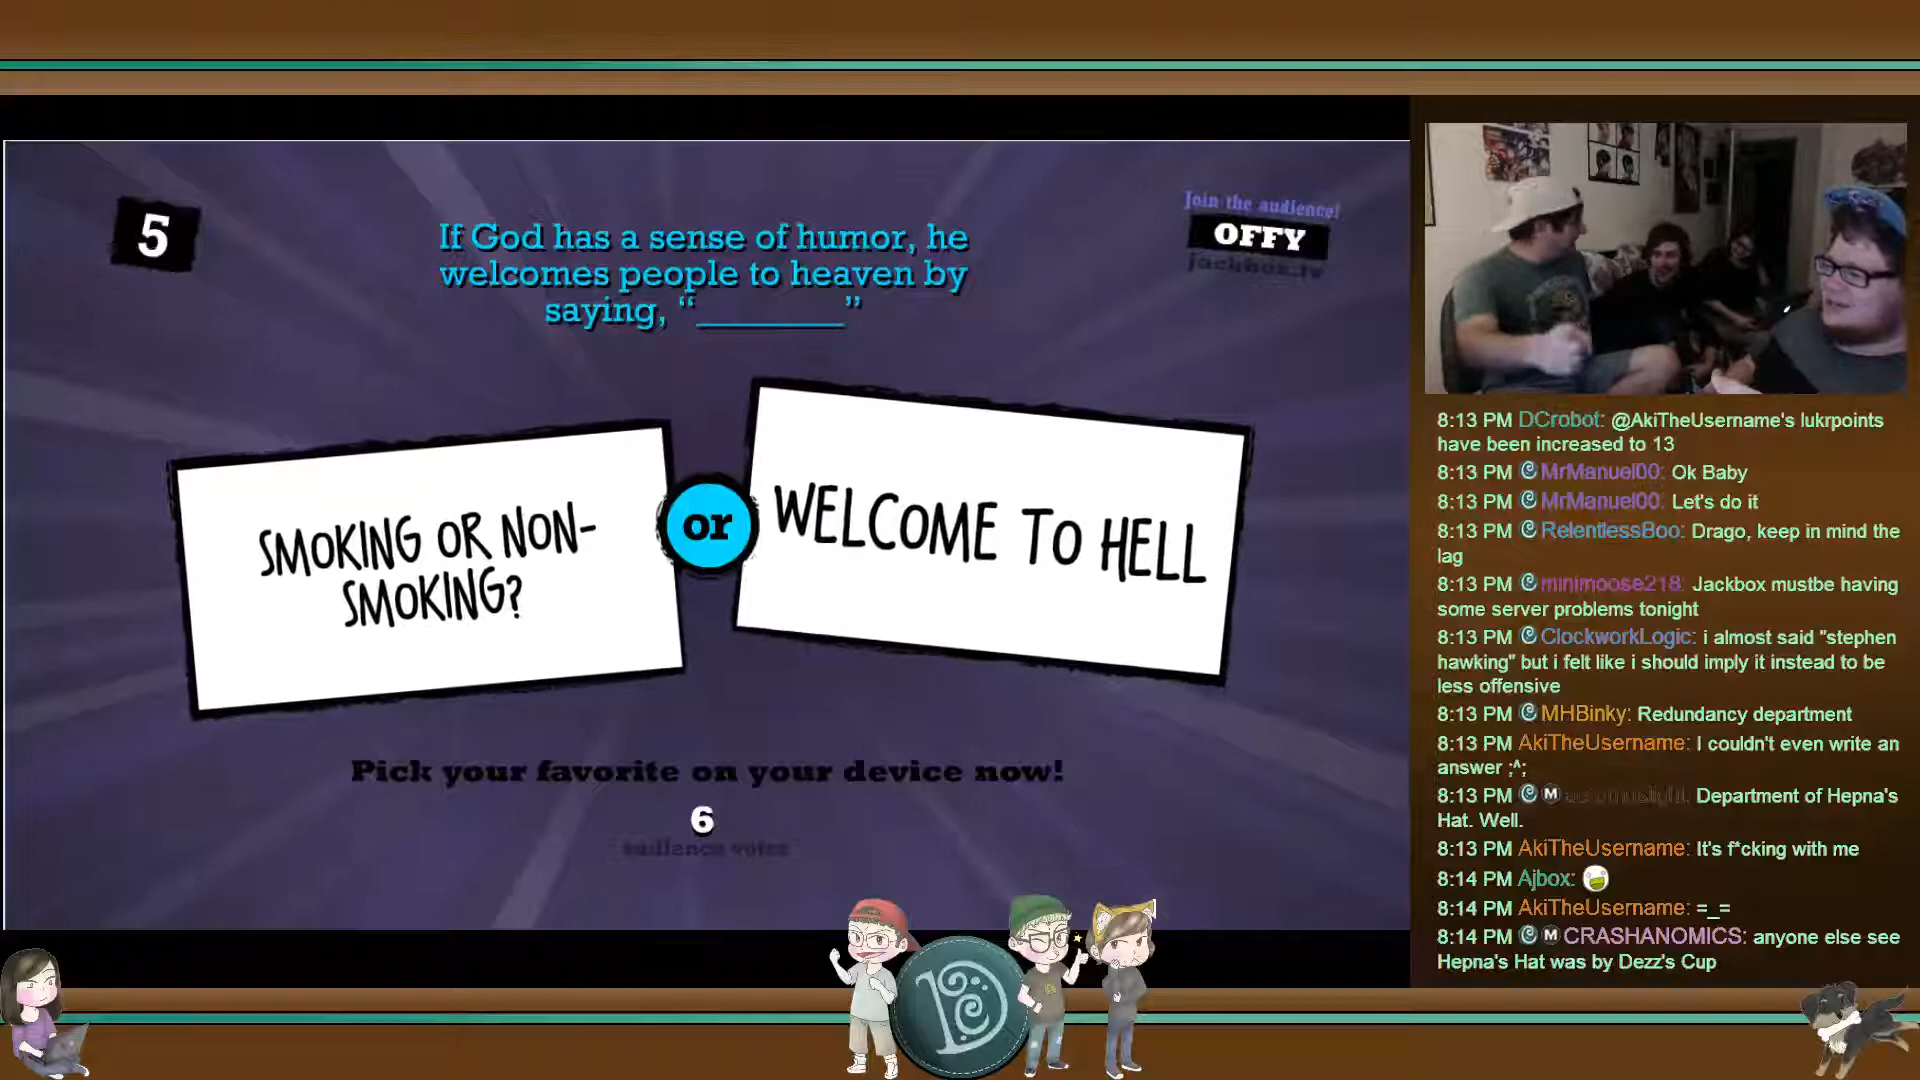 5
If God has a sense of humor, he
welcomes people to heaven by
saying, “________”
Join the audience!
OFFY
jackbox.tv
SMOKING OR NON-
SMOKING?
or
WELCOME TO HELL
Pick your favorite on your device now!
6
audience votes
8:13 PM DCrobot: @AkiTheUsername's lukrpoints
have been increased to 13
8:13 PM MrManuel00: Ok Baby
8:13 PM MrManuel00: Let's do it
8:13 PM RelentlessBoo: Drago, keep in mind the
lag
8:13 PM minimoose218: Jackbox mustbe having
some server problems tonight
8:13 PM ClockworkLogic: i almost said "stephen
hawking" but i felt like i should imply it instead to be
less offensive
8:13 PM MHBinky: Redundancy department
8:13 PM AkiTheUsername: I couldn't even write an
answer ;^;
8:13 PM M Department of Hepna's
Hat. Well.
8:13 PM AkiTheUsername: It's f*cking with me
8:14 PM Ajbox:
8:14 PM AkiTheUsername: =_=
8:14 PM M CRASHANOMICS: anyone else see
Hepna's Hat was by Dezz's Cup